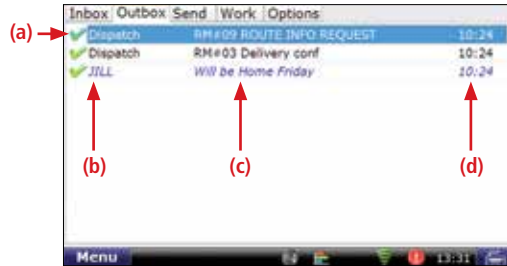 Inbox Outbox Send Work Options
(a) Dispatch RM#09 ROUTE INFO REQUEST 10:24
Dispatch RM#03 Delivery conf 10:24
JILL Will be Home Friday 10:24
(b) (c) (d)
Menu 13:31